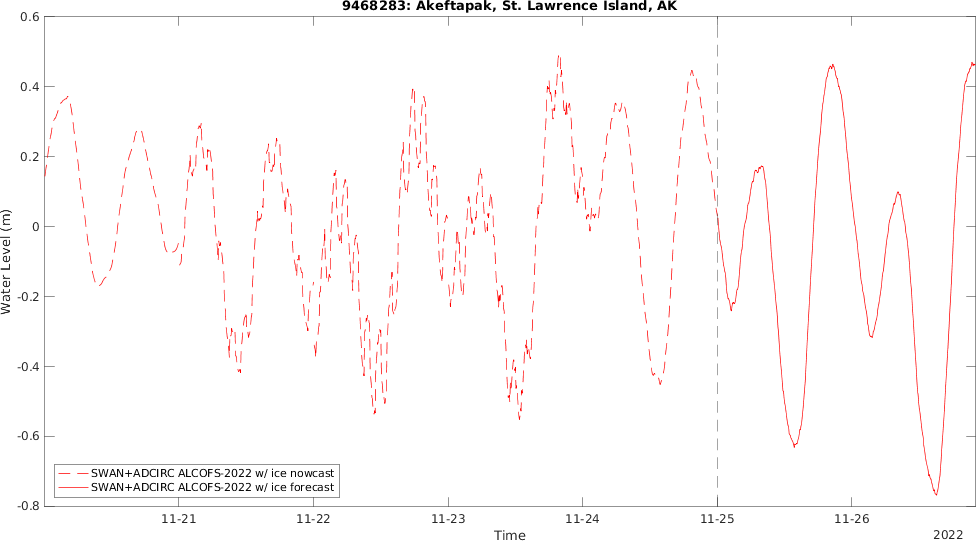 9468283: Akeftapak, St. Lawrence Island, AK
0.6
0.4
0.2
0
-0.2
-0.4
-0.6
-0.8
Water Level (m)
SWAN+ADCIRC ALCOFS-2022 w/ ice nowcast
SWAN+ADCIRC ALCOFS-2022 w/ ice forecast
11-21 11-22 11-23 11-24 11-25 11-26
Time
2022